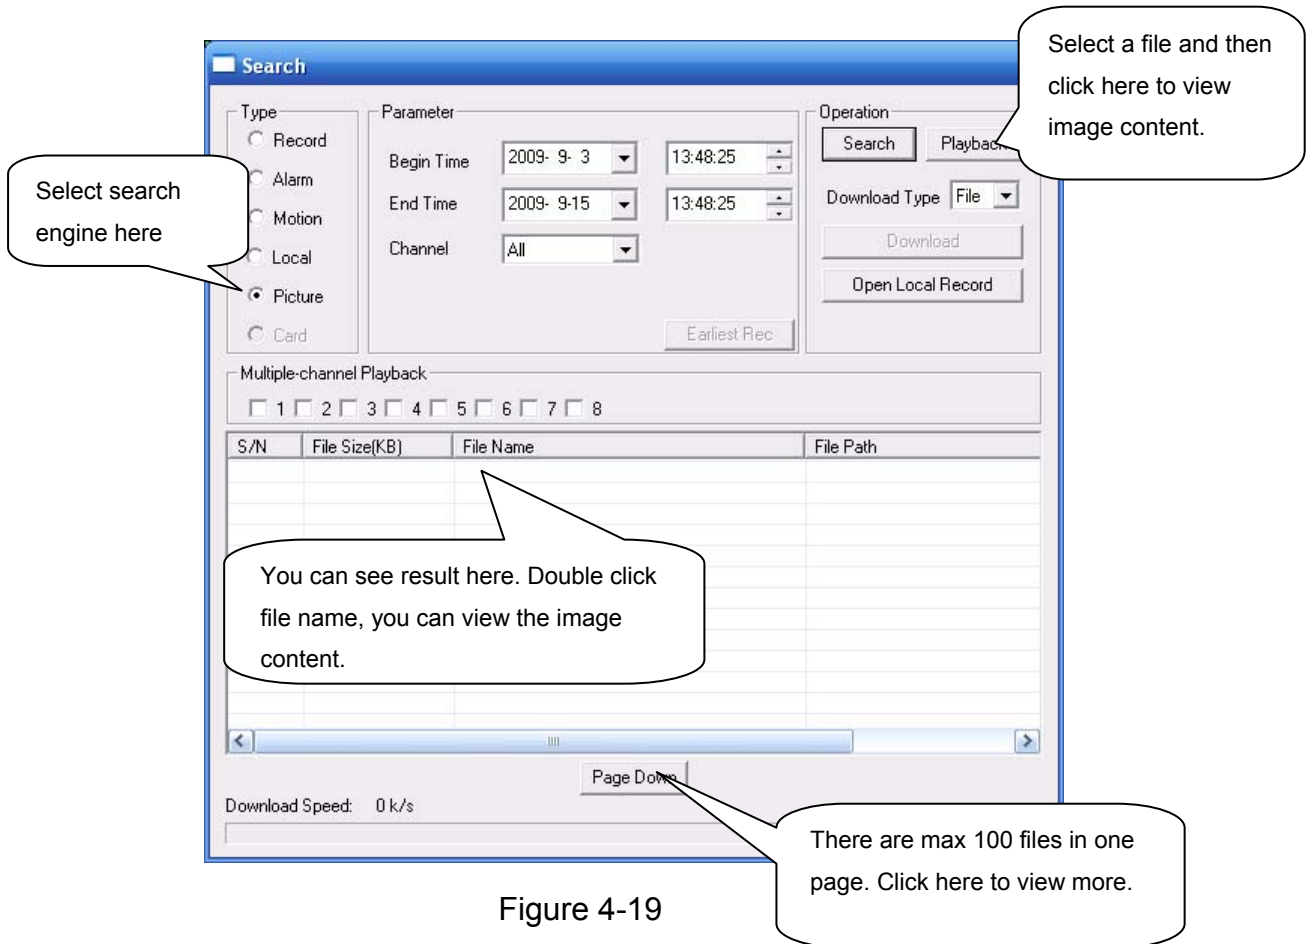 Select a file and then
click here to view
image content.
Search
Type
Parameter
Operation
Record
Begin Time
2009- 9- 3
13:48:25
Search
Playback
Select search
engine here
Alarm
Motion
End Time
2009- 9-15
13:48:25
Download Type
File
Local
Channel
All
Download
Picture
Open Local Record
Card
Earliest Rec
Multiple-channel Playback
1 2 3 4 5 6 7 8
S/N File Size(KB) File Name File Path
You can see result here. Double click
file name, you can view the image
content.
Page Down
Download Speed: 0 k/s
There are max 100 files in one
page. Click here to view more.
Figure 4-19